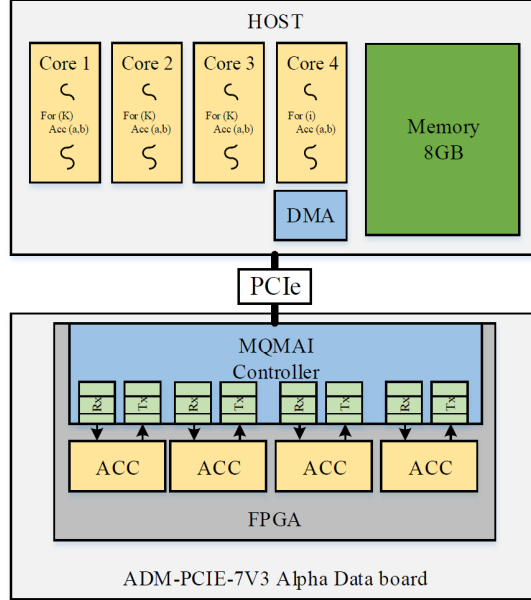 HOST
Core 1
For (K)
Acc (a,b)
Core 2
For (K)
Acc (a,b)
Core 3
For (K)
Acc (a,b)
Core 4
For (i)
Acc (a,b)
DMA
Memory
8GB
PCIe
MQMAI
Controller
Rx
Tx
Rx
Tx
Rx
Tx
Rx
Tx
ACC
ACC
ACC
ACC
FPGA
ADM-PCIE-7V3 Alpha Data board